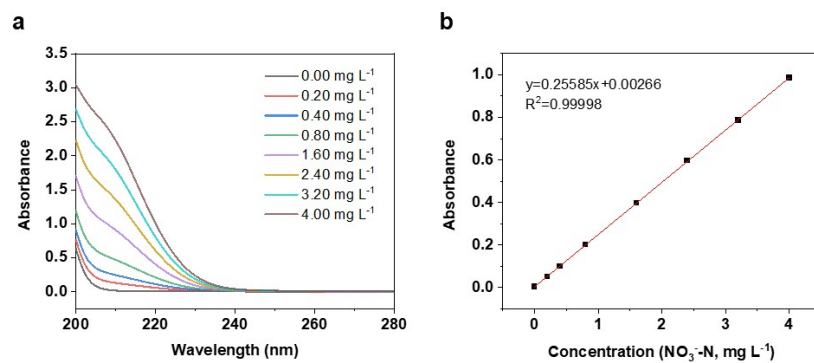 a
3.5
3.0
2.5
2.0
1.5
1.0
0.5
0.0
Absorbance
200
220
240
260
280
Wavelength (nm)
0.00 mg L⁻¹
0.20 mg L⁻¹
0.40 mg L⁻¹
0.80 mg L⁻¹
1.60 mg L⁻¹
2.40 mg L⁻¹
3.20 mg L⁻¹
4.00 mg L⁻¹
b
y=0.25585x+0.00266
R²=0.99998
1.0
0.8
0.6
0.4
0.2
0.0
Absorbance
0
1
2
3
4
Concentration (NO₃⁻-N, mg L⁻¹)